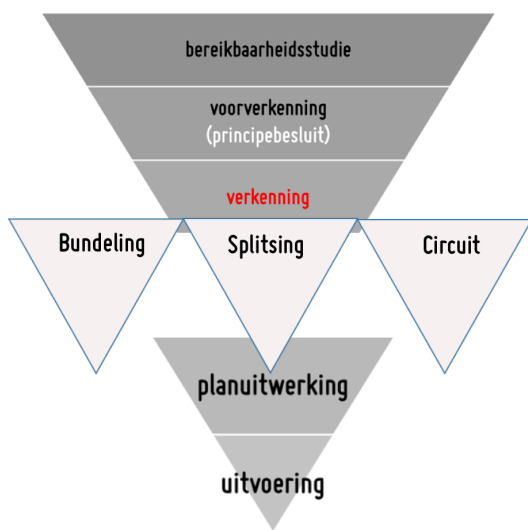 bereikbaarheidsstudie
voorverkenning
(principebesluit)
verkenning
Bundeling
Splitsing
Circuit
planuitwerking
uitvoering